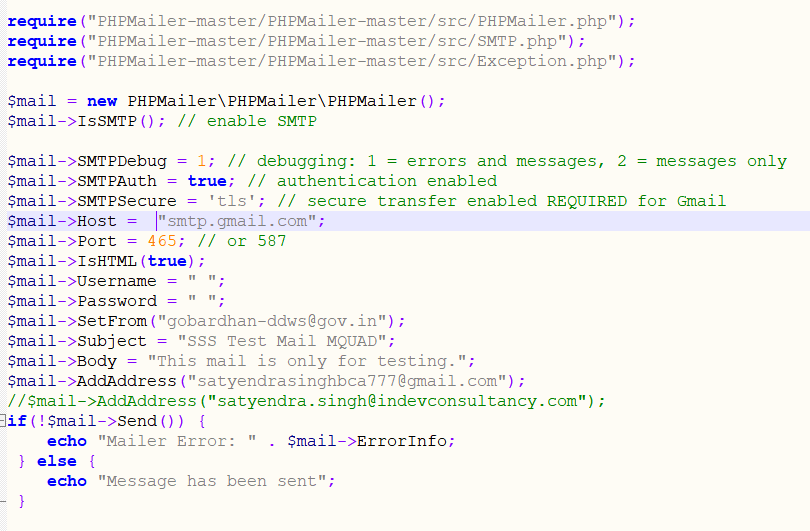 require("PHPMailer-master/PHPMailer-master/src/PHPMailer.php");
require("PHPMailer-master/PHPMailer-master/src/SMTP.php");
require("PHPMailer-master/PHPMailer-master/src/Exception.php");

$mail = new PHPMailer\PHPMailer\PHPMailer();
$mail->IsSMTP(); // enable SMTP

$mail->SMTPDebug = 1; // debugging: 1 = errors and messages, 2 = messages only
$mail->SMTPAuth = true; // authentication enabled
$mail->SMTPSecure = 'tls'; // secure transfer enabled REQUIRED for Gmail
$mail->Host =  "smtp.gmail.com";
$mail->Port = 465; // or 587
$mail->IsHTML(true);
$mail->Username = " ";
$mail->Password = " ";
$mail->SetFrom("gobardhan-ddws@gov.in");
$mail->Subject = "SSS Test Mail MQUAD";
$mail->Body = "This mail is only for testing.";
$mail->AddAddress("satyendrasinghbca777@gmail.com");
//$mail->AddAddress("satyendra.singh@indevconsultancy.com");
if(!$mail->Send()) {
    echo "Mailer Error: " . $mail->ErrorInfo;
 } else {
    echo "Message has been sent";
 }